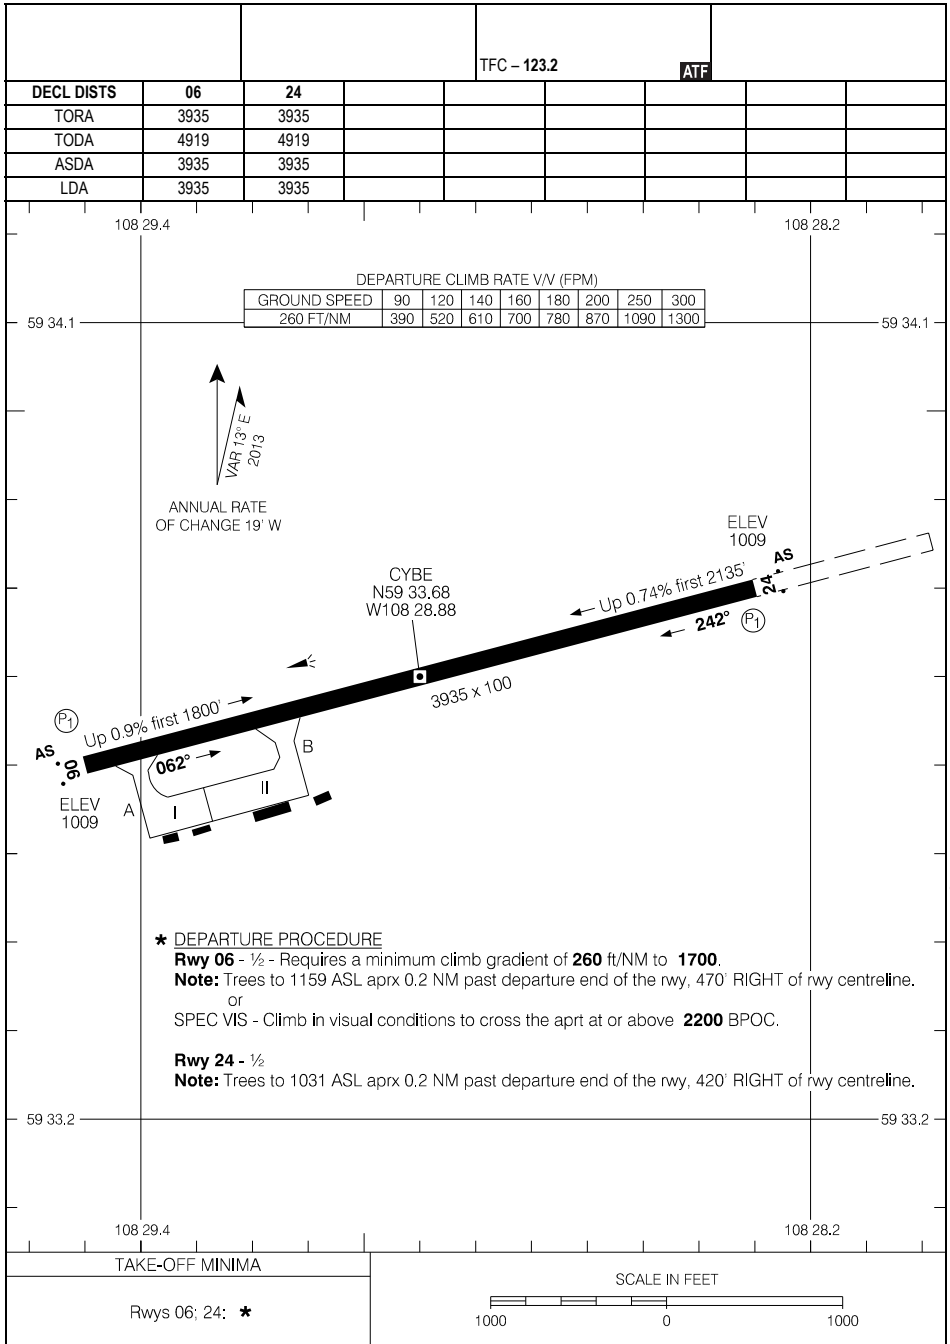 TFC – 123.2 ATF
DECL DISTS 06 24
TORA 3935 3935
TODA 4919 4919
ASDA 3935 3935
LDA 3935 3935
108 29.4 108 28.2
DEPARTURE CLIMB RATE V/V (FPM)
GROUND SPEED 90 120 140 160 180 200 250 300
260 FT/NM 390 520 610 700 780 870 1090 1300
59 34.1 59 34.1
VAR 13° E
2013
ANNUAL RATE
OF CHANGE 19' W
ELEV
1009
AS
24
CYBE
N59 33.68
W108 28.88
Up 0.74% first 2135'
242° P1
3935 x 100
P1
Up 0.9% first 1800'
AS
06
062°
B
A
I
II
ELEV
1009
* DEPARTURE PROCEDURE
Rwy 06 - ½ - Requires a minimum climb gradient of 260 ft/NM to 1700.
Note: Trees to 1159 ASL aprx 0.2 NM past departure end of the rwy, 470' RIGHT of rwy centreline.
or
SPEC VIS - Climb in visual conditions to cross the aprt at or above 2200 BPOC.
Rwy 24 - ½
Note: Trees to 1031 ASL aprx 0.2 NM past departure end of the rwy, 420' RIGHT of rwy centreline.
59 33.2 59 33.2
108 29.4 108 28.2
TAKE-OFF MINIMA
Rwys 06; 24: *
SCALE IN FEET
1000 0 1000